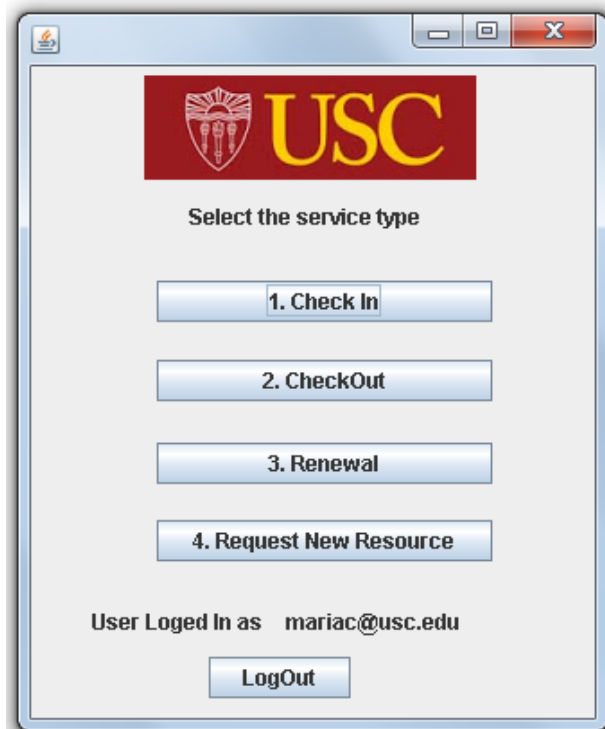 USC
Select the service type
1. Check In
2. CheckOut
3. Renewal
4. Request New Resource
User Loged In as mariac@usc.edu
LogOut